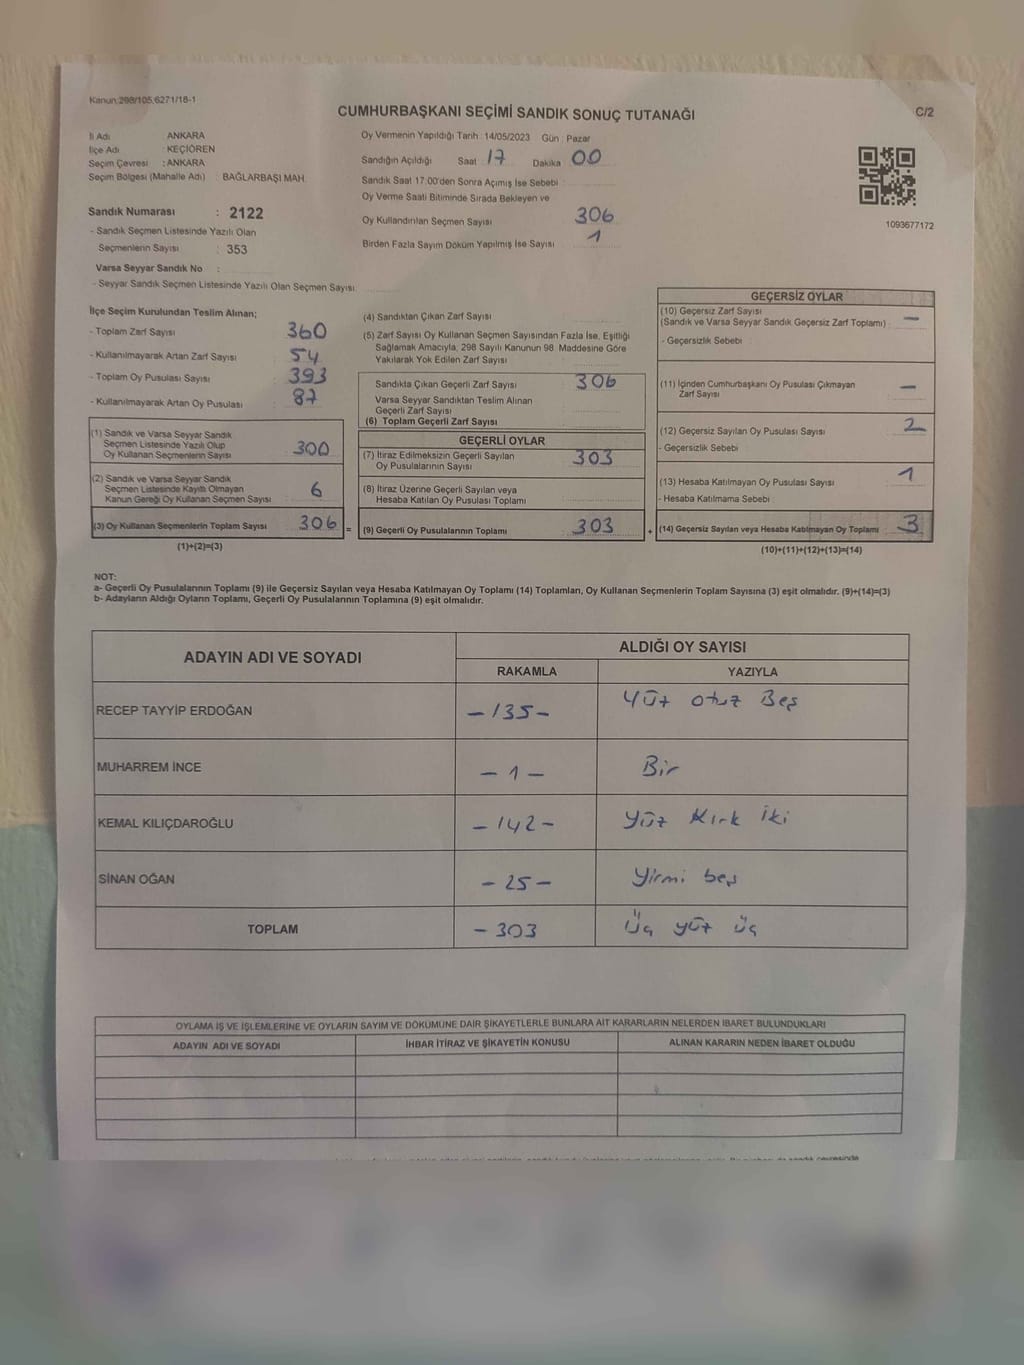 Kanun:298/105,6271/18-1
CUMHURBAŞKANI SEÇİMİ SANDIK SONUÇ TUTANAĞI
C/2
İl Adı : ANKARA
İlçe Adı : KEÇİÖREN
Seçim Çevresi : ANKARA
Seçim Bölgesi (Mahalle Adı) : BAĞLARBAŞI MAH.
Sandık Numarası : 2122
- Sandık Seçmen Listesinde Yazılı Olan
Seçmenlerin Sayısı : 353
Varsa Seyyar Sandık No :
- Seyyar Sandık Seçmen Listesinde Yazılı Olan Seçmen Sayısı:
Oy Vermenin Yapıldığı Tarih: 14/05/2023 Gün : Pazar
Sandığın Açıldığı Saat 17 Dakika 00
Sandık Saat 17:00'den Sonra Açımış İse Sebebi :
Oy Verme Saati Bitiminde Sırada Bekleyen ve
Oy Kullandırılan Seçmen Sayısı 306
Birden Fazla Sayım Döküm Yapılmış İse Sayısı 1
1093677172
İlçe Seçim Kurulundan Teslim Alınan;
- Toplam Zarf Sayısı 360
- Kullanılmayarak Artan Zarf Sayısı 54
- Toplam Oy Pusulası Sayısı 393
- Kullanılmayarak Artan Oy Pusulası 87
(1) Sandık ve Varsa Seyyar Sandık
Seçmen Listesinde Yazılı Olup
Oy Kullanan Seçmenlerin Sayısı 300
(2) Sandık ve Varsa Seyyar Sandık
Seçmen Listesinde Kayıtlı Olmayan
Kanun Gereği Oy Kullanan Seçmen Sayısı 6
(3) Oy Kullanan Seçmenlerin Toplam Sayısı 306 =
(1)+(2)=(3)
(4) Sandıktan Çıkan Zarf Sayısı
(5) Zarf Sayısı Oy Kullanan Seçmen Sayısından Fazla İse, Eşitliği
Sağlamak Amacıyla, 298 Sayılı Kanunun 98. Maddesine Göre
Yakılarak Yok Edilen Zarf Sayısı
Sandıkta Çıkan Geçerli Zarf Sayısı 306
Varsa Seyyar Sandıktan Teslim Alınan
Geçerli Zarf Sayısı
(6) Toplam Geçerli Zarf Sayısı
GEÇERLİ OYLAR
(7) İtiraz Edilmeksizin Geçerli Sayılan
Oy Pusulalarının Sayısı 303
(8) İtiraz Üzerine Geçerli Sayılan veya
Hesaba Katılan Oy Pusulası Toplamı
(9) Geçerli Oy Pusulalarının Toplamı 303 +
GEÇERSİZ OYLAR
(10) Geçersiz Zarf Sayısı
(Sandık ve Varsa Seyyar Sandık Geçersiz Zarf Toplamı) : —
- Geçersizlik Sebebi
(11) İçinden Cumhurbaşkanı Oy Pusulası Çıkmayan
Zarf Sayısı —
(12) Geçersiz Sayılan Oy Pusulası Sayısı 2
- Geçersizlik Sebebi
(13) Hesaba Katılmayan Oy Pusulası Sayısı 1
- Hesaba Katılmama Sebebi :
(14) Geçersiz Sayılan veya Hesaba Katılmayan Oy Toplamı 3
(10)+(11)+(12)+(13)=(14)
NOT:
a- Geçerli Oy Pusulalarının Toplamı (9) ile Geçersiz Sayılan veya Hesaba Katılmayan Oy Toplamı (14) Toplamları, Oy Kullanan Seçmenlerin Toplam Sayısına (3) eşit olmalıdır. (9)+(14)=(3)
b- Adayların Aldığı Oyların Toplamı, Geçerli Oy Pusulalarının Toplamına (9) eşit olmalıdır.
ADAYIN ADI VE SOYADI ALDIĞI OY SAYISI
RAKAMLA YAZIYLA
RECEP TAYYİP ERDOĞAN -135- Yüz otuz Beş
MUHARREM İNCE -1- Bir
KEMAL KILIÇDAROĞLU -142- Yüz Kırk İki
SİNAN OĞAN -25- Yirmi beş
TOPLAM -303 Üç yüz üç
OYLAMA İŞ VE İŞLEMLERİNE VE OYLARIN SAYIM VE DÖKÜMÜNE DAİR ŞİKAYETLERLE BUNLARA AİT KARARLARIN NELERDEN İBARET BULUNDUKLARI
ADAYIN ADI VE SOYADI İHBAR İTİRAZ VE ŞİKAYETİN KONUSU ALINAN KARARIN NEDEN İBARET OLDUĞU